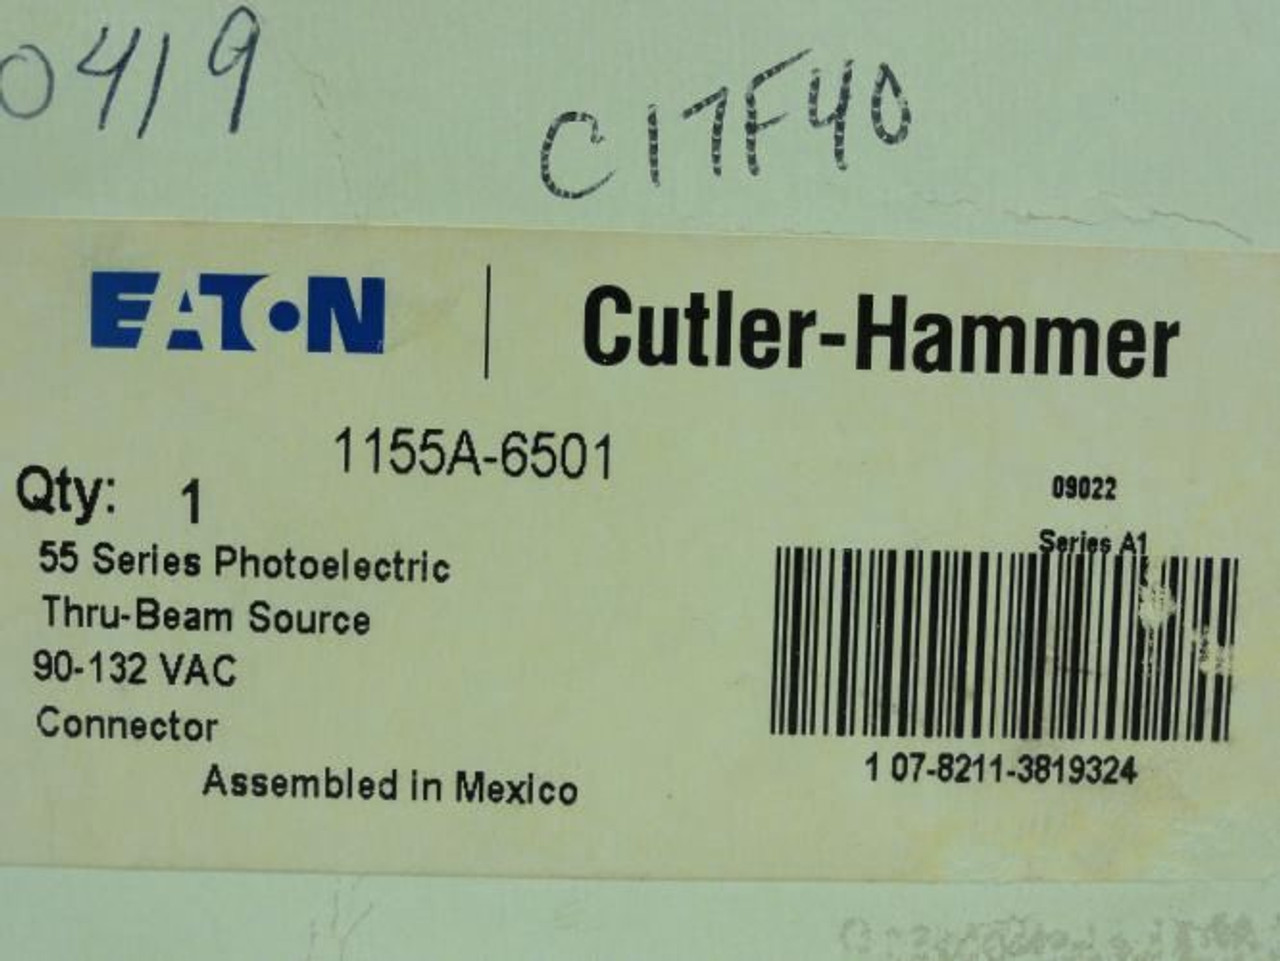 0419
C17F40
EATON | Cutler-Hammer
1155A-6501
Qty: 1
09022
Series A1
55 Series Photoelectric
Thru-Beam Source
90-132 VAC
Connector
Assembled in Mexico
1 07-8211-3819324